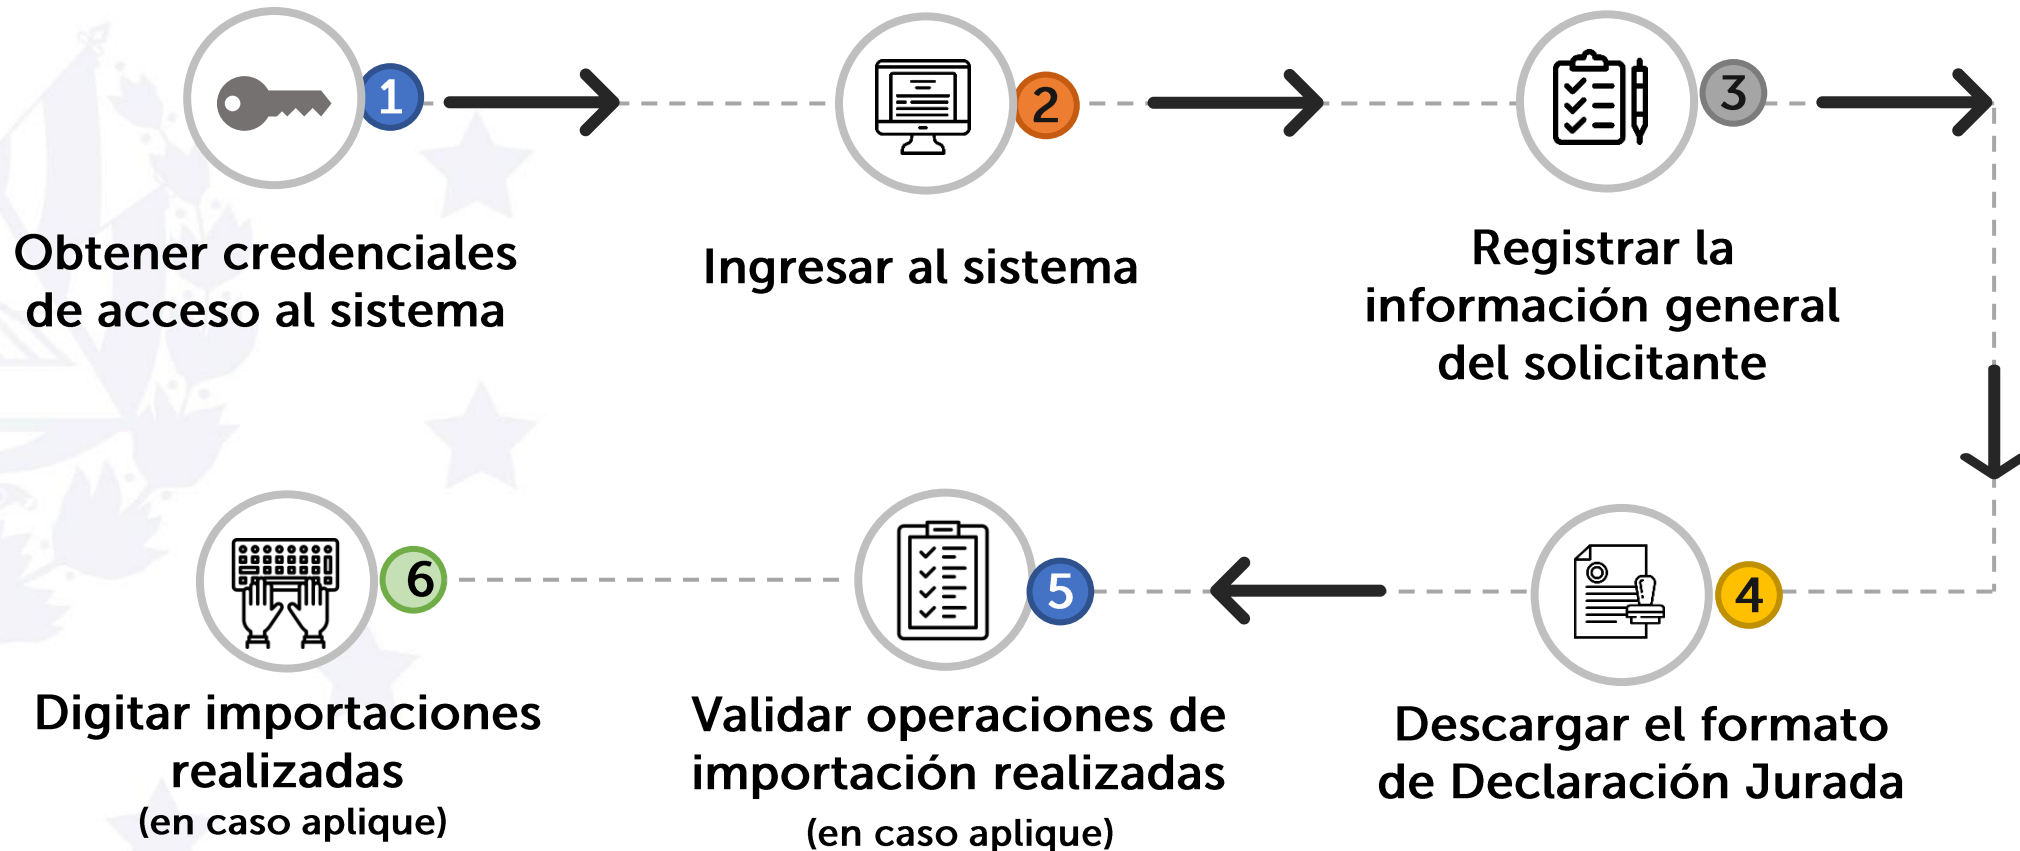 1
Obtener credenciales
de acceso al sistema
2
Ingresar al sistema
3
Registrar la
información general
del solicitante
4
Descargar el formato
de Declaración Jurada
5
Validar operaciones de
importación realizadas
(en caso aplique)
6
Digitar importaciones
realizadas
(en caso aplique)